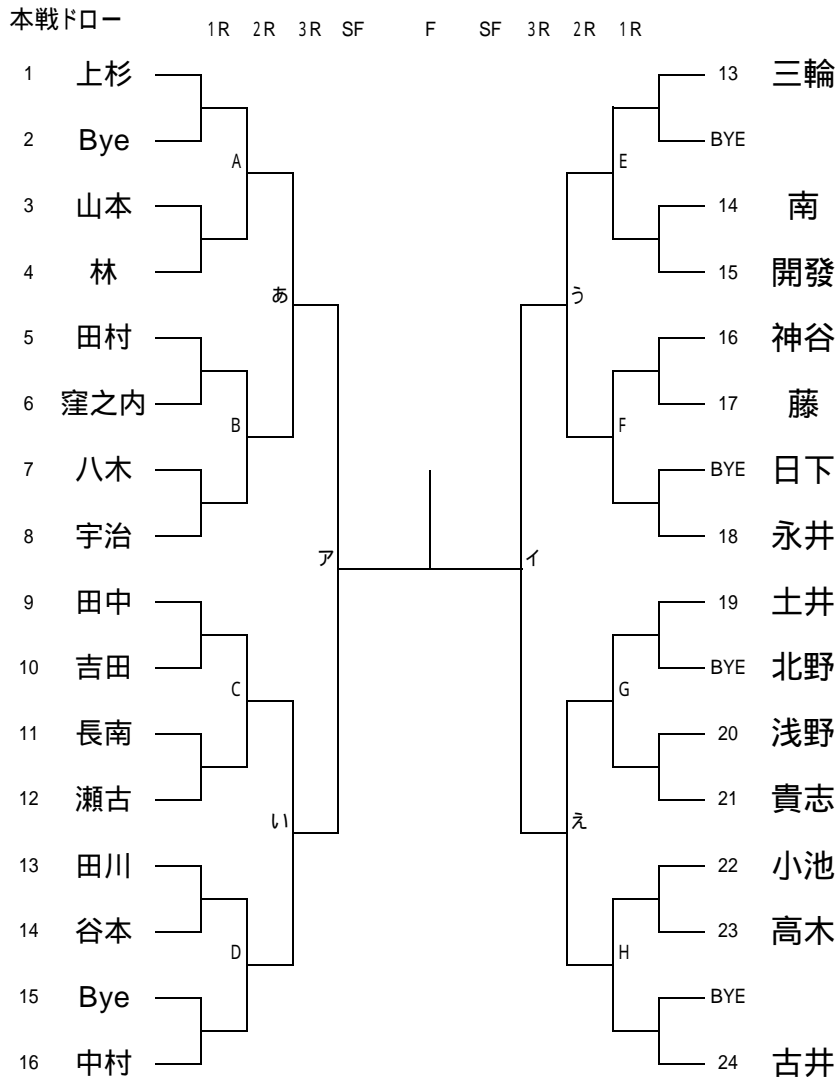 本戦ドロー
1R 2R 3R SF F SF 3R 2R 1R
1 上杉 13 三輪
2 Bye BYE
A E
3 山本 14 南
4 林 15 開發
あ う
5 田村 16 神谷
6 窪之内 17 藤
B F
7 八木 BYE 日下
8 宇治 18 永井
ア イ
9 田中 19 土井
10 吉田 BYE 北野
C G
11 長南 20 浅野
12 瀬古 21 貴志
い え
13 田川 22 小池
14 谷本 23 高木
D H
15 Bye BYE
16 中村 24 古井